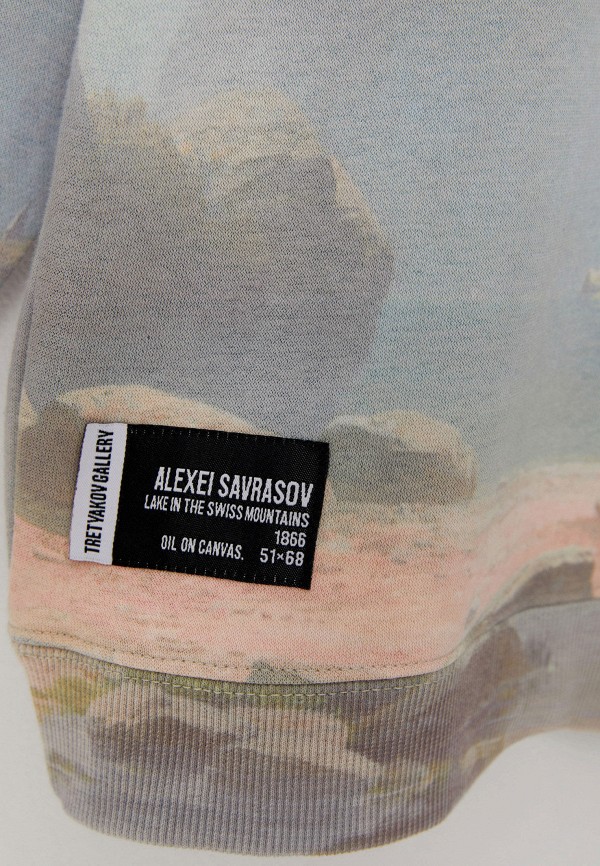 TRETYAKOV GALLERY
ALEXEI SAVRASOV
LAKE IN THE SWISS MOUNTAINS
1866
OIL ON CANVAS. 51×68